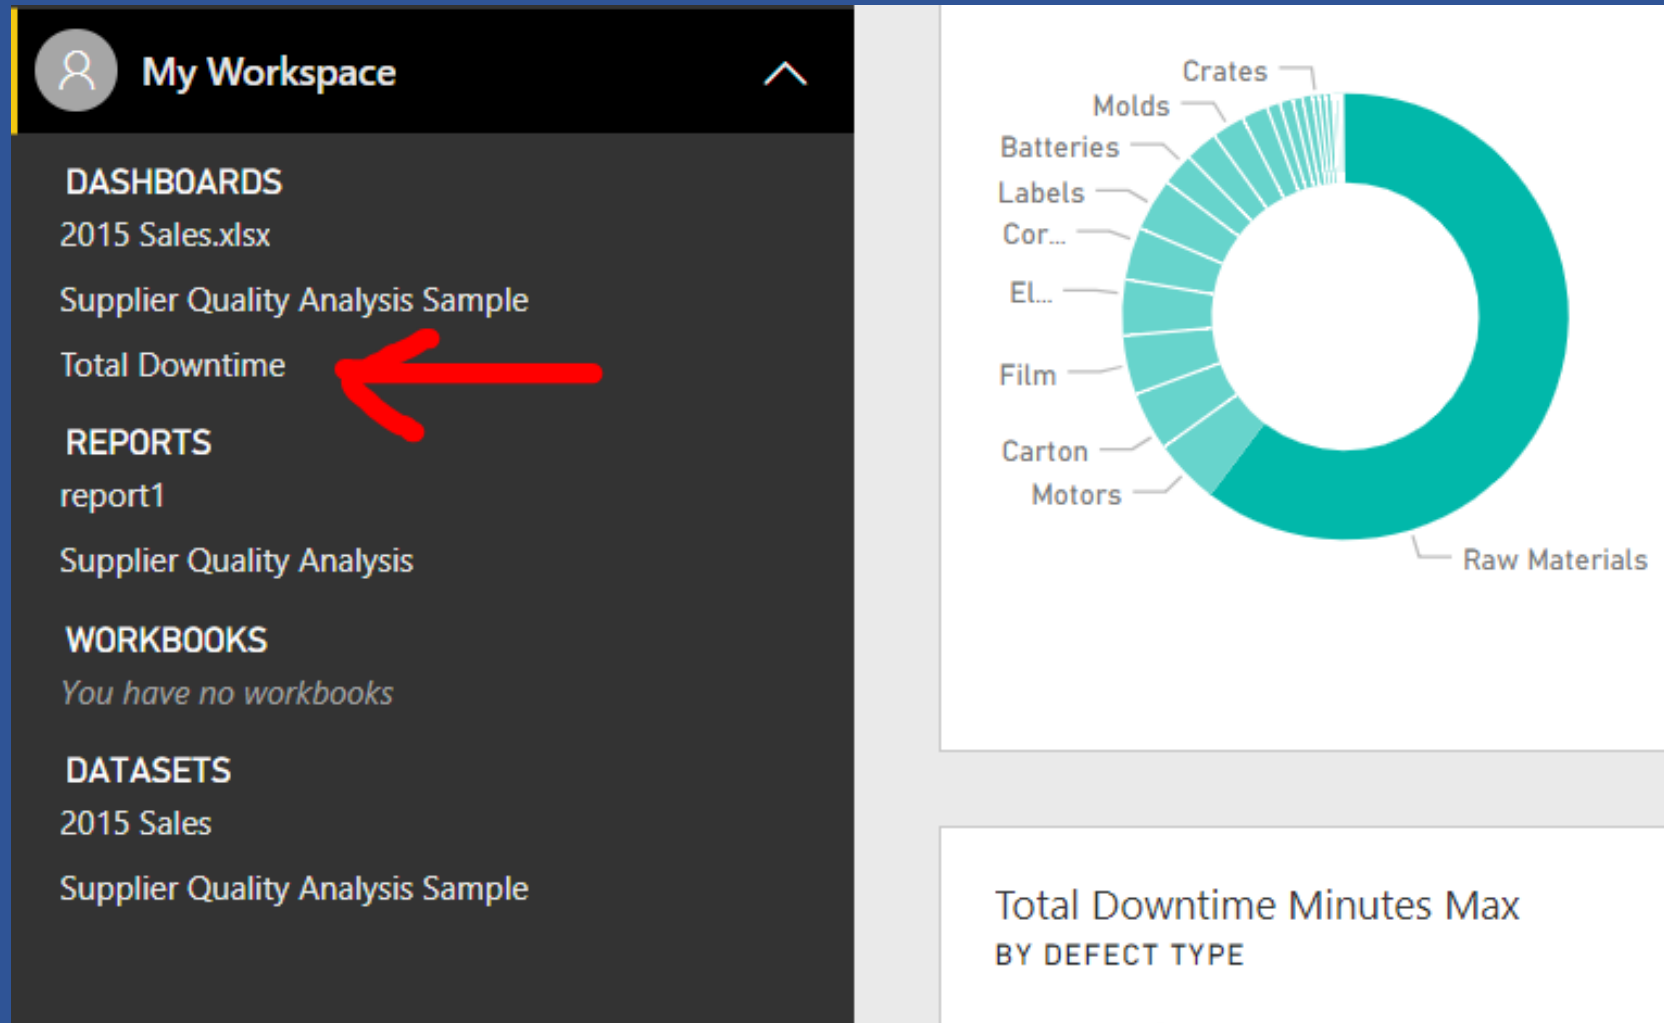 My Workspace
DASHBOARDS
2015 Sales.xlsx
Supplier Quality Analysis Sample
Total Downtime
REPORTS
report1
Supplier Quality Analysis
WORKBOOKS
You have no workbooks
DATASETS
2015 Sales
Supplier Quality Analysis Sample
Crates
Molds
Batteries
Labels
Cor...
El...
Film
Carton
Motors
Raw Materials
Total Downtime Minutes Max
BY DEFECT TYPE